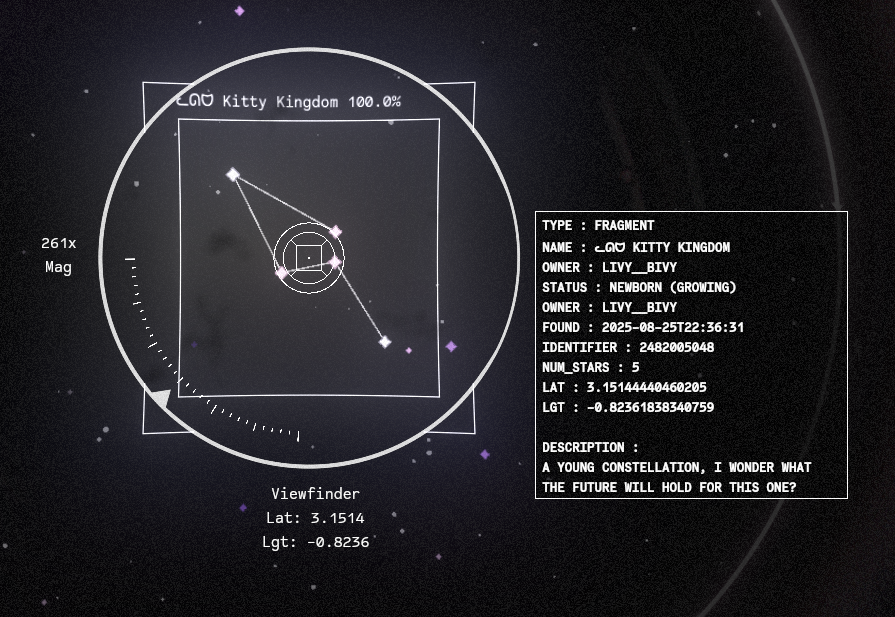 ᓚᘏᗢ Kitty Kingdom 100.0%
261x
Mag
Viewfinder
Lat: 3.1514
Lgt: -0.8236
TYPE : FRAGMENT
NAME : ᓚᘏᗢ KITTY KINGDOM
OWNER : LIVY__BIVY
STATUS : NEWBORN (GROWING)
OWNER : LIVY__BIVY
FOUND : 2025-08-25T22:36:31
IDENTIFIER : 2482005048
NUM_STARS : 5
LAT : 3.15144440460205
LGT : -0.82361838340759
DESCRIPTION :
A YOUNG CONSTELLATION, I WONDER WHAT
THE FUTURE WILL HOLD FOR THIS ONE?